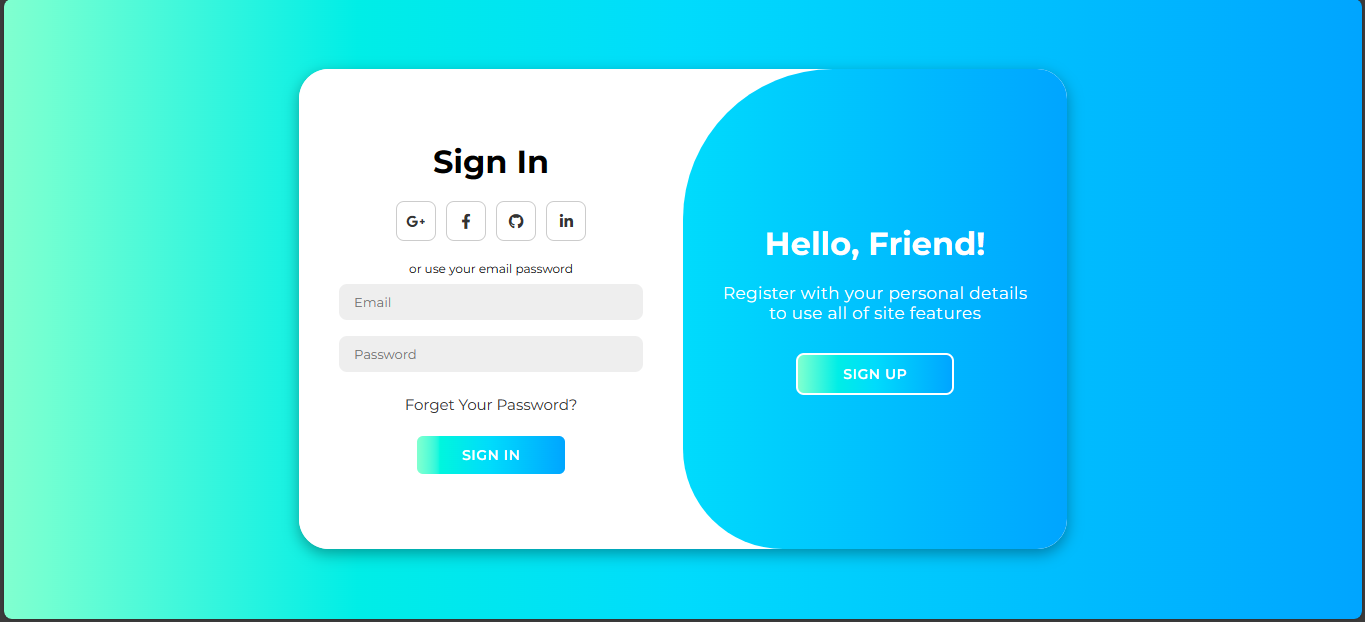 Sign In
G+
f
in
or use your email password
Email
Password
Forget Your Password?
SIGN IN
Hello, Friend!
Register with your personal details
to use all of site features
SIGN UP